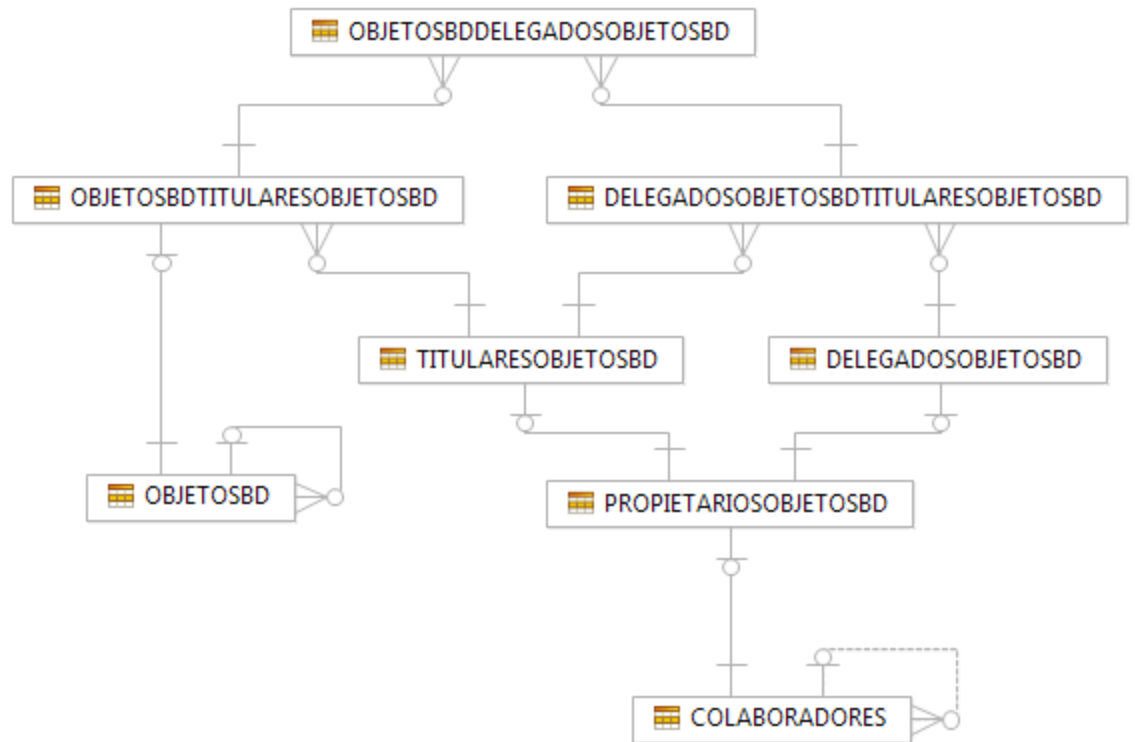 OBJETOSBDDELEGADOSOBJETOSBD
OBJETOSBDTITULARESOBJETOSBD
DELEGADOSOBJETOSBDTITULARESOBJETOSBD
TITULARESOBJETOSBD
DELEGADOSOBJETOSBD
OBJETOSBD
PROPIETARIOSOBJETOSBD
COLABORADORES